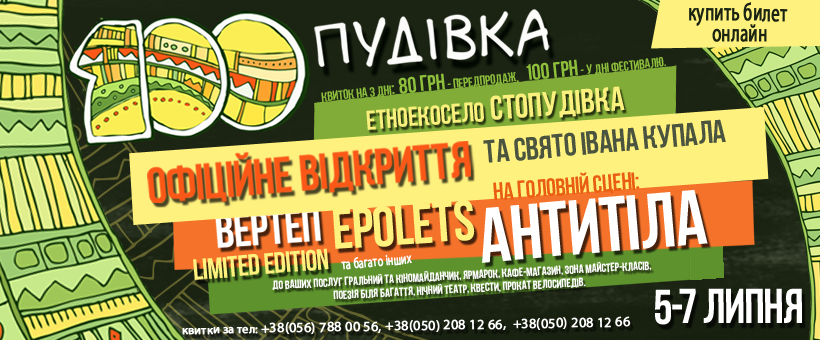 100ПУДІВКА
купить билет
онлайн
КВИТОК НА 3 ДНІ: 80 ГРН - ПЕРЕДПРОДАЖ, 100 ГРН - У ДНІ ФЕСТИВАЛЮ.
ЕТНОЕКОСЕЛО СТОПУДІВКА
ОФІЦІЙНЕ ВІДКРИТТЯ ТА СВЯТО ІВАНА КУПАЛА
НА ГОЛОВНІЙ СЦЕНІ:
ВЕРТЕП EPOLETS АНТИТІЛА
LIMITED EDITION та багато інших
ДО ВАШИХ ПОСЛУГ ГРАЛЬНИЙ ТА КІНОМАЙДАНЧИК, ЯРМАРОК, КАФЕ-МАГАЗИН, ЗОНА МАЙСТЕР-КЛАСІВ,
ПОЕЗІЯ БІЛЯ БАГАТТЯ, НІЧНИЙ ТЕАТР, КВЕСТИ, ПРОКАТ ВЕЛОСИПЕДІВ.
5-7 ЛИПНЯ
квитки за тел: +38(056) 788 00 56, +38(050) 208 12 66, +38(050) 208 12 66